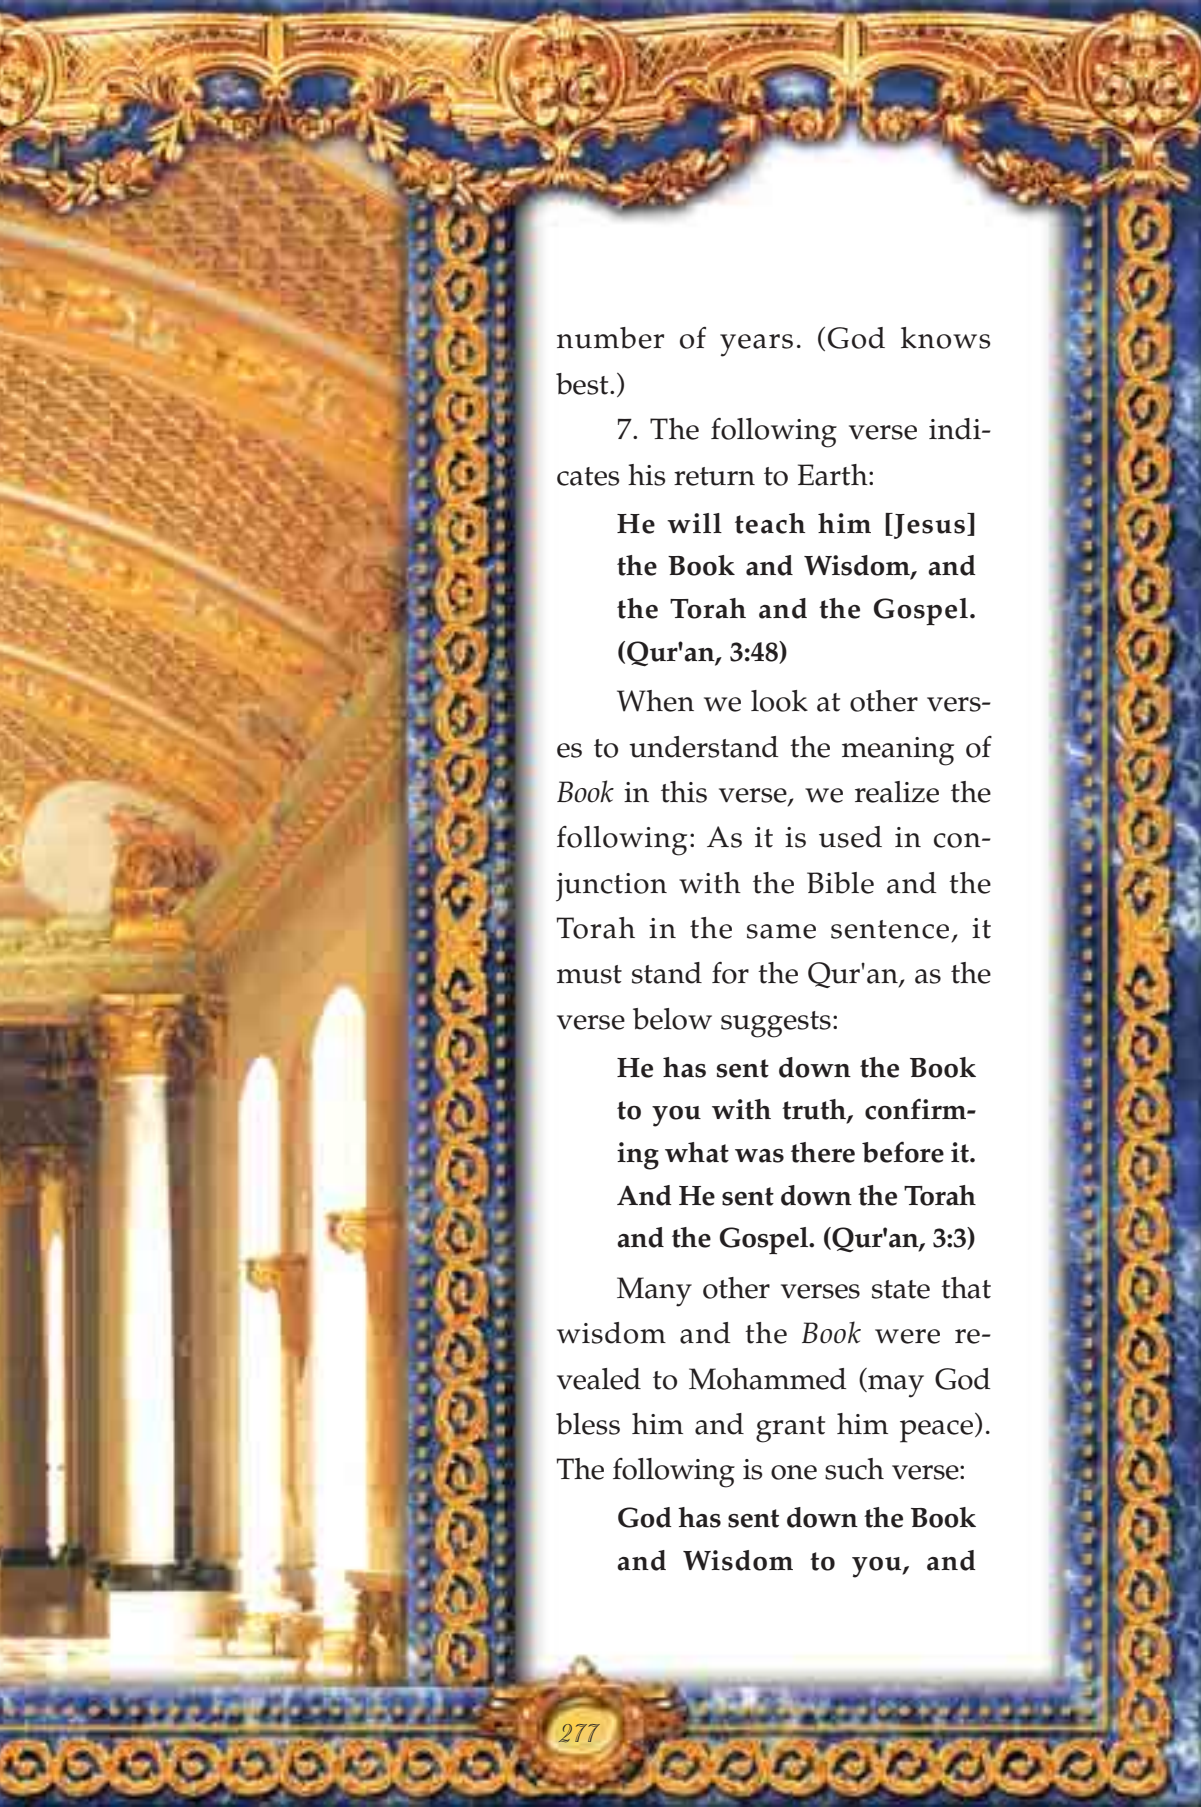 number of years. (God knows
best.)
7. The following verse indi-
cates his return to Earth:
He will teach him [Jesus]
the Book and Wisdom, and
the Torah and the Gospel.
(Qur'an, 3:48)
When we look at other vers-
es to understand the meaning of
Book in this verse, we realize the
following: As it is used in con-
junction with the Bible and the
Torah in the same sentence, it
must stand for the Qur'an, as the
verse below suggests:
He has sent down the Book
to you with truth, confirm-
ing what was there before it.
And He sent down the Torah
and the Gospel. (Qur'an, 3:3)
Many other verses state that
wisdom and the Book were re-
vealed to Mohammed (may God
bless him and grant him peace).
The following is one such verse:
God has sent down the Book
and Wisdom to you, and
277